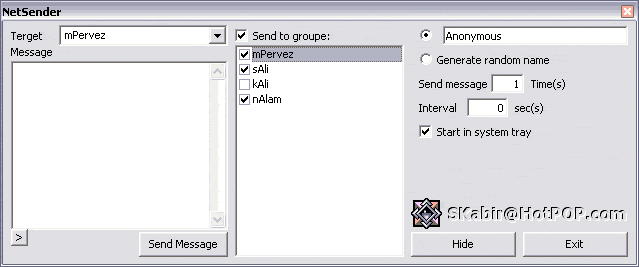 NetSender
Terget
mPervez
Message
>
Send Message
Send to groupe:
mPervez
sAli
kAli
nAlam
Anonymous
Generate random name
Send message 1 Time(s)
Interval 0 sec(s)
Start in system tray
SKabir@HotPOP.com
Hide
Exit